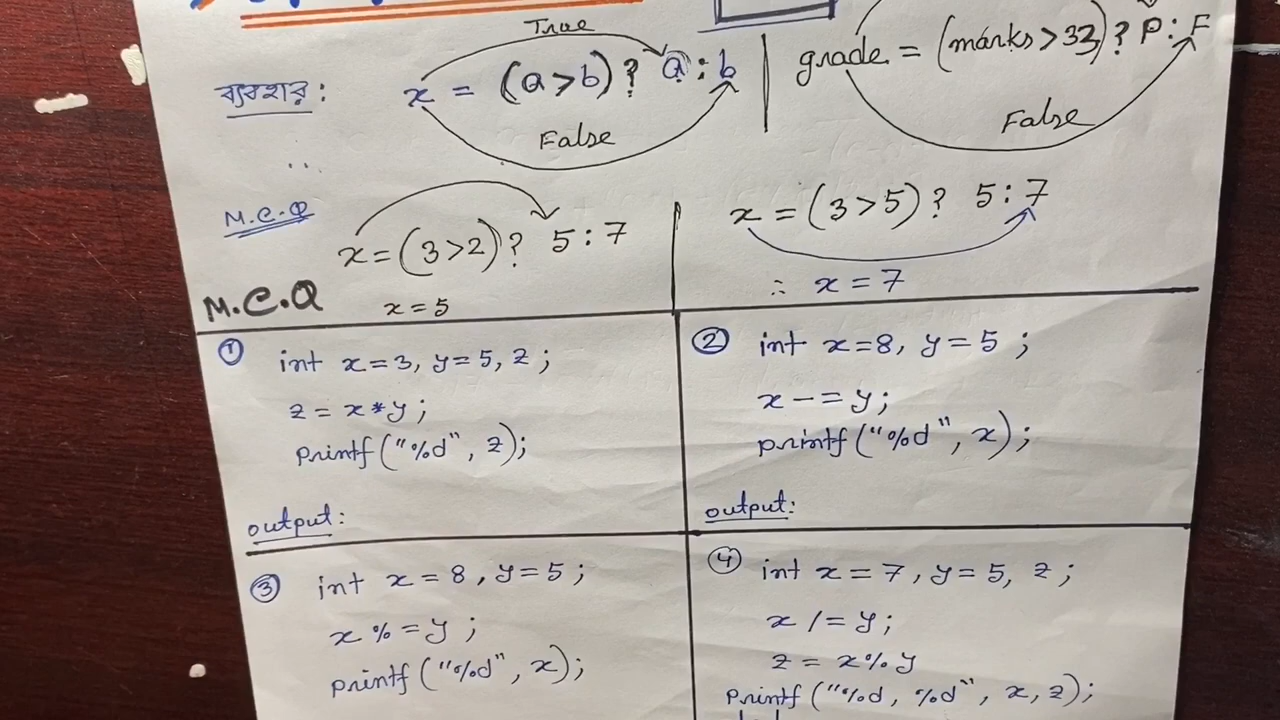 ব্যবহার: x = (a>b) ? a : b
True
False
grade = (marks > 33) ? P : F
False
M.C.Q
x = (3>2) ? 5 : 7
x = 5
x = (3>5) ? 5 : 7
∴ x = 7
M.C.Q
① int x=3, y=5, z ;
z = x*y ;
printf("%d", z);
output:
② int x=8, y=5 ;
x -= y;
printf("%d", x);
output:
③ int x = 8, y=5 ;
x % = y ;
printf("%d", x);
④ int x = 7, y=5, z ;
x /= y;
z = x % y
printf("%d, %d", x, z);